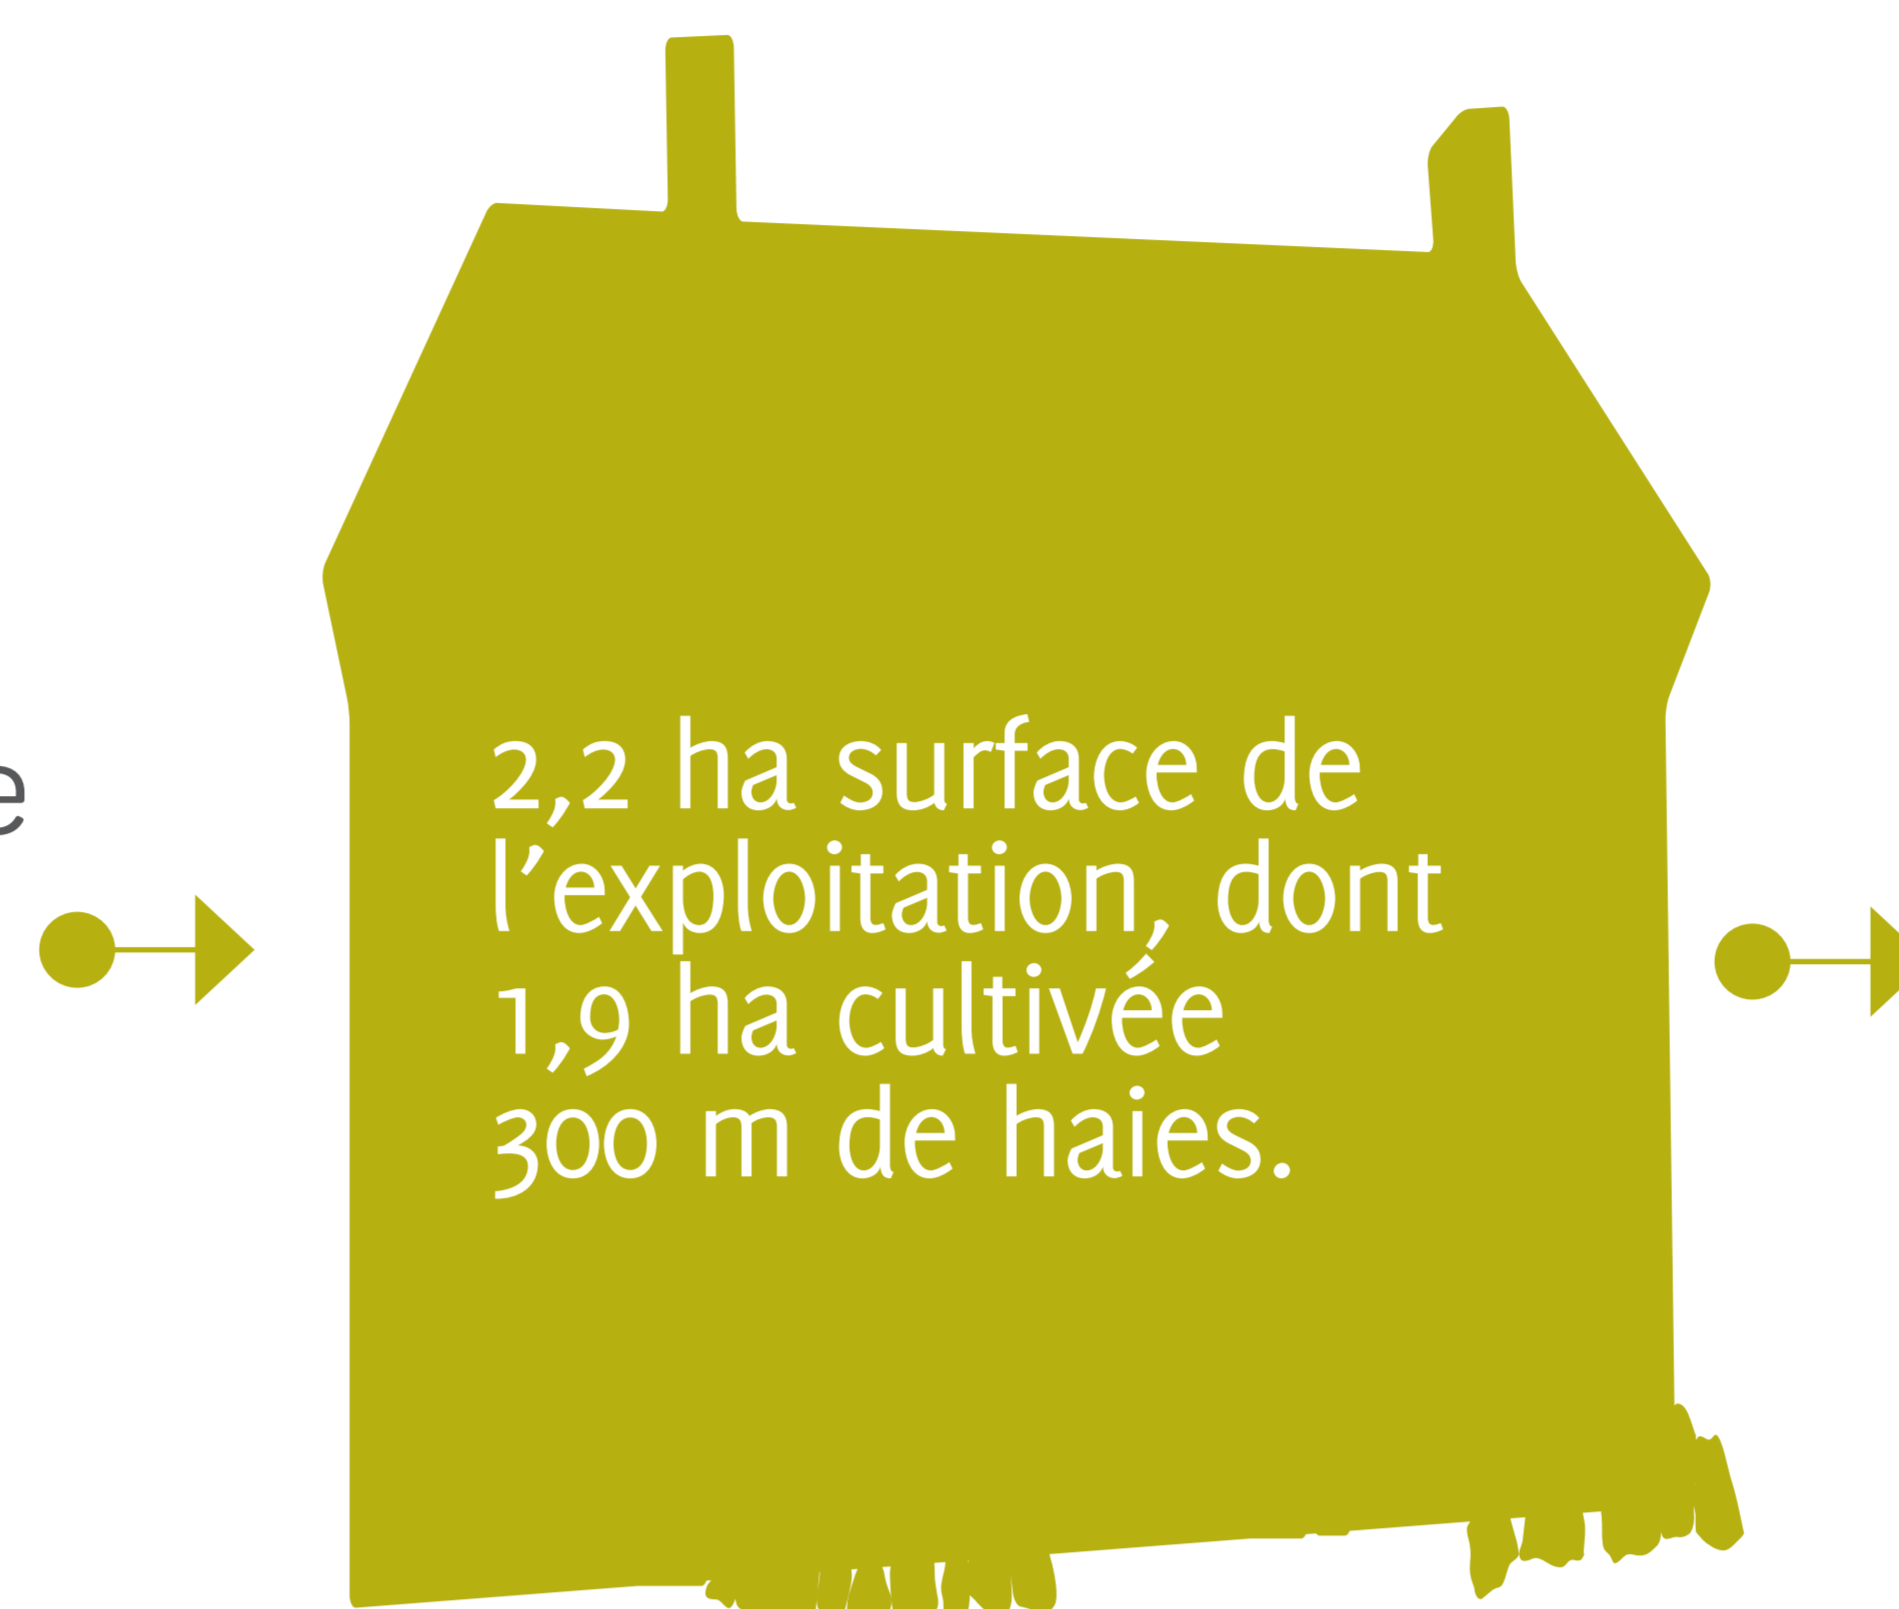 2,2 ha surface de
l’exploitation, dont
1,9 ha cultivée
300 m de haies.